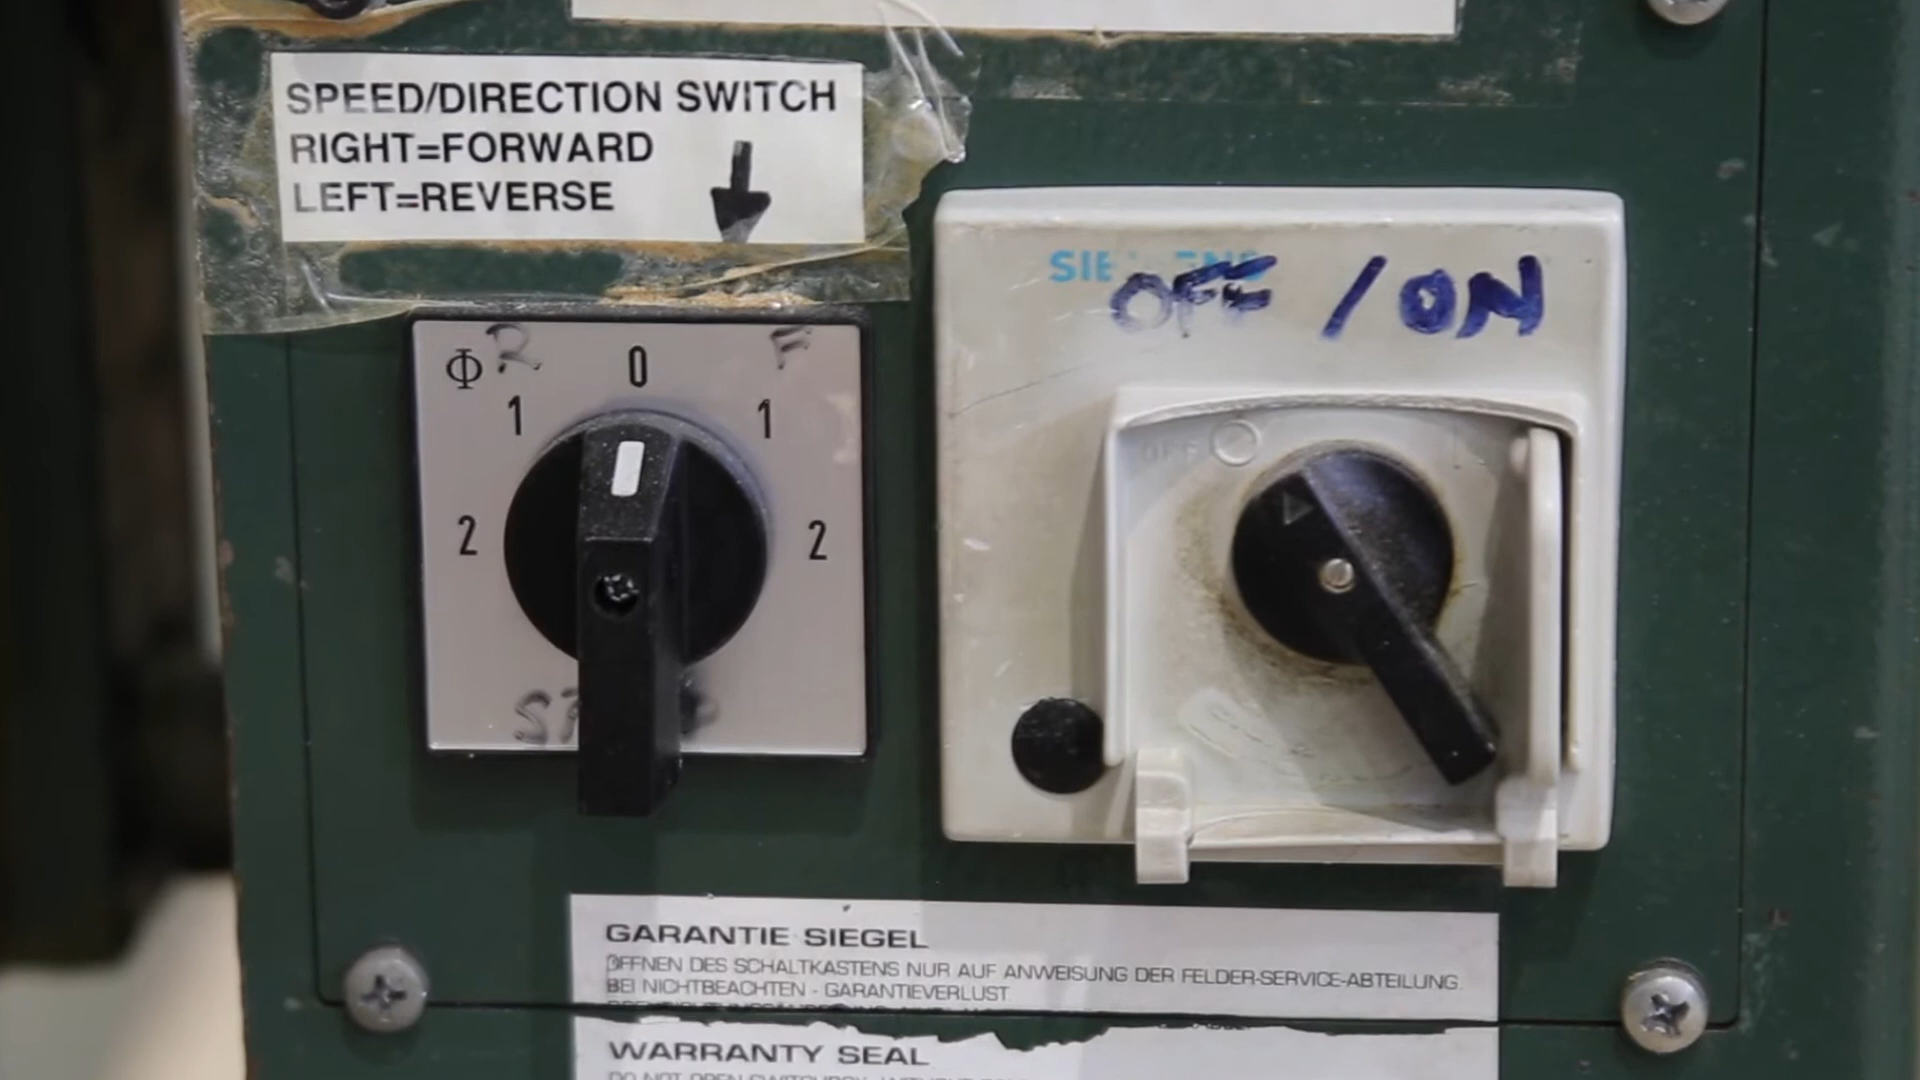 SPEED/DIRECTION SWITCH
RIGHT=FORWARD
LEFT=REVERSE
OFF / ON
Φ R 0 F
1 1
2 2
OFF
GARANTIE SIEGEL
ÖFFNEN DES SCHALTKASTENS NUR AUF ANWEISUNG DER FELDER-SERVICE-ABTEILUNG.
BEI NICHTBEACHTEN - GARANTIEVERLUST.
WARRANTY SEAL